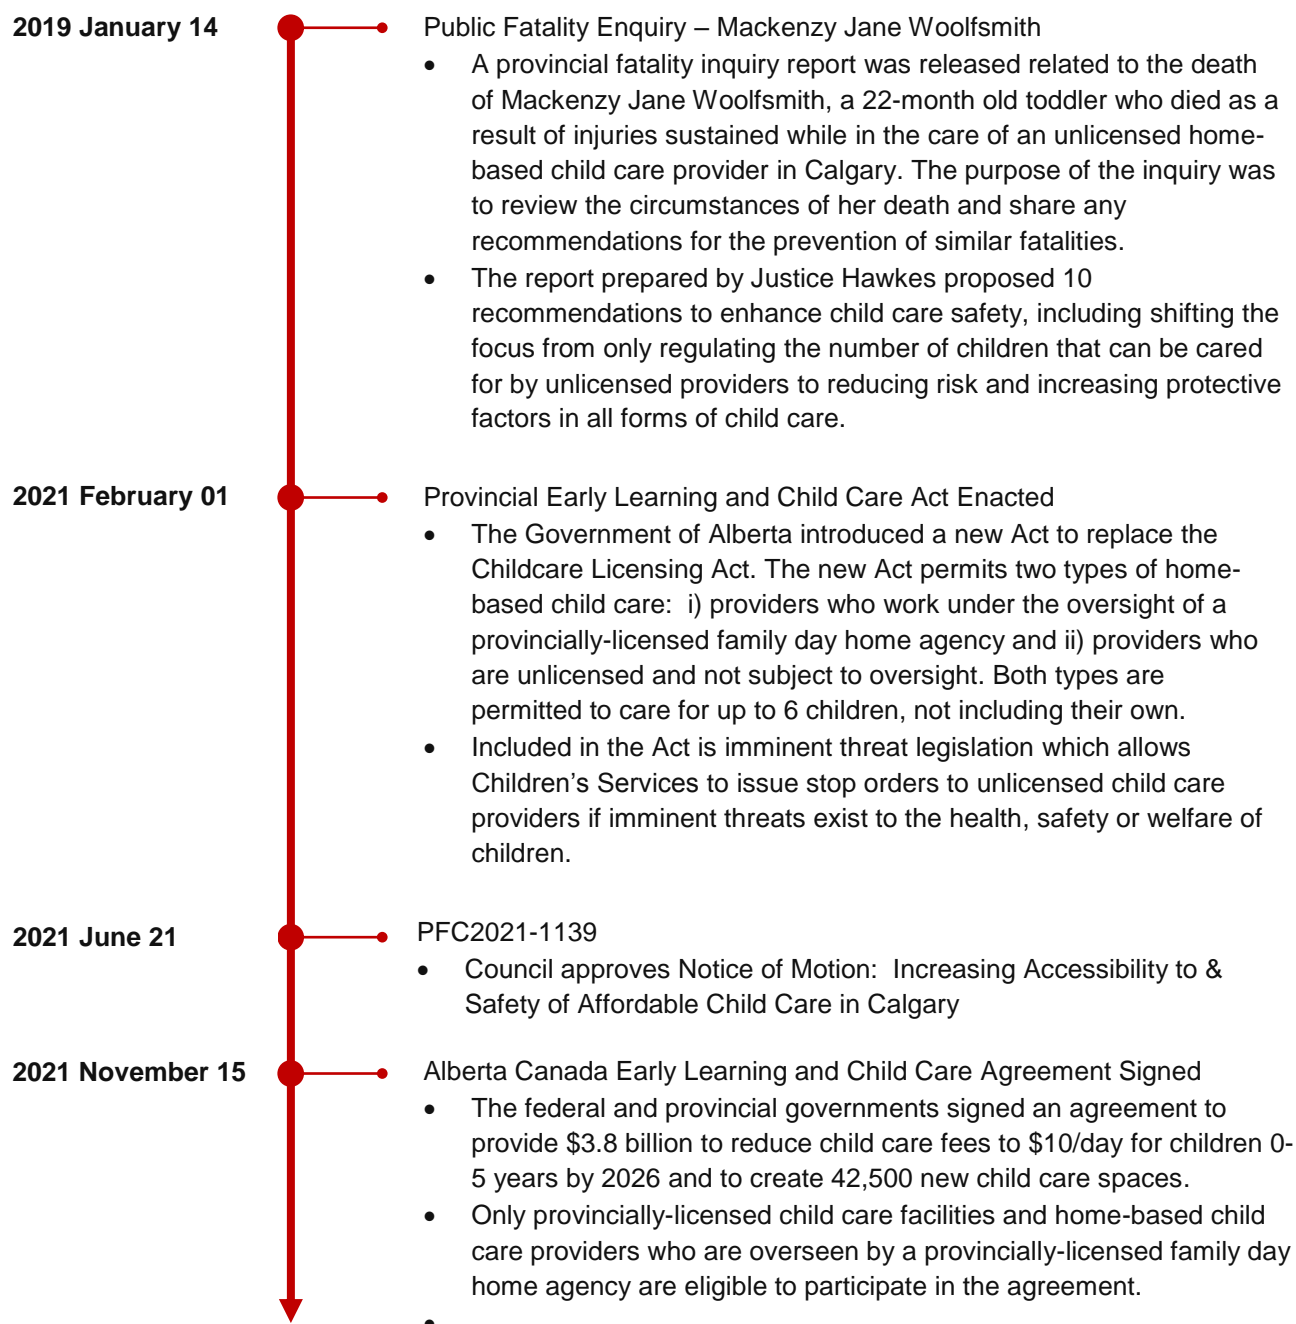 2019 January 14
Public Fatality Enquiry – Mackenzy Jane Woolfsmith
• A provincial fatality inquiry report was released related to the death
of Mackenzy Jane Woolfsmith, a 22-month old toddler who died as a
result of injuries sustained while in the care of an unlicensed home-
based child care provider in Calgary. The purpose of the inquiry was
to review the circumstances of her death and share any
recommendations for the prevention of similar fatalities.
• The report prepared by Justice Hawkes proposed 10
recommendations to enhance child care safety, including shifting the
focus from only regulating the number of children that can be cared
for by unlicensed providers to reducing risk and increasing protective
factors in all forms of child care.
2021 February 01
Provincial Early Learning and Child Care Act Enacted
• The Government of Alberta introduced a new Act to replace the
Childcare Licensing Act. The new Act permits two types of home-
based child care:  i) providers who work under the oversight of a
provincially-licensed family day home agency and ii) providers who
are unlicensed and not subject to oversight. Both types are
permitted to care for up to 6 children, not including their own.
• Included in the Act is imminent threat legislation which allows
Children’s Services to issue stop orders to unlicensed child care
providers if imminent threats exist to the health, safety or welfare of
children.
2021 June 21
PFC2021-1139
• Council approves Notice of Motion:  Increasing Accessibility to &
Safety of Affordable Child Care in Calgary
2021 November 15
Alberta Canada Early Learning and Child Care Agreement Signed
• The federal and provincial governments signed an agreement to
provide $3.8 billion to reduce child care fees to $10/day for children 0-
5 years by 2026 and to create 42,500 new child care spaces.
• Only provincially-licensed child care facilities and home-based child
care providers who are overseen by a provincially-licensed family day
home agency are eligible to participate in the agreement.
•